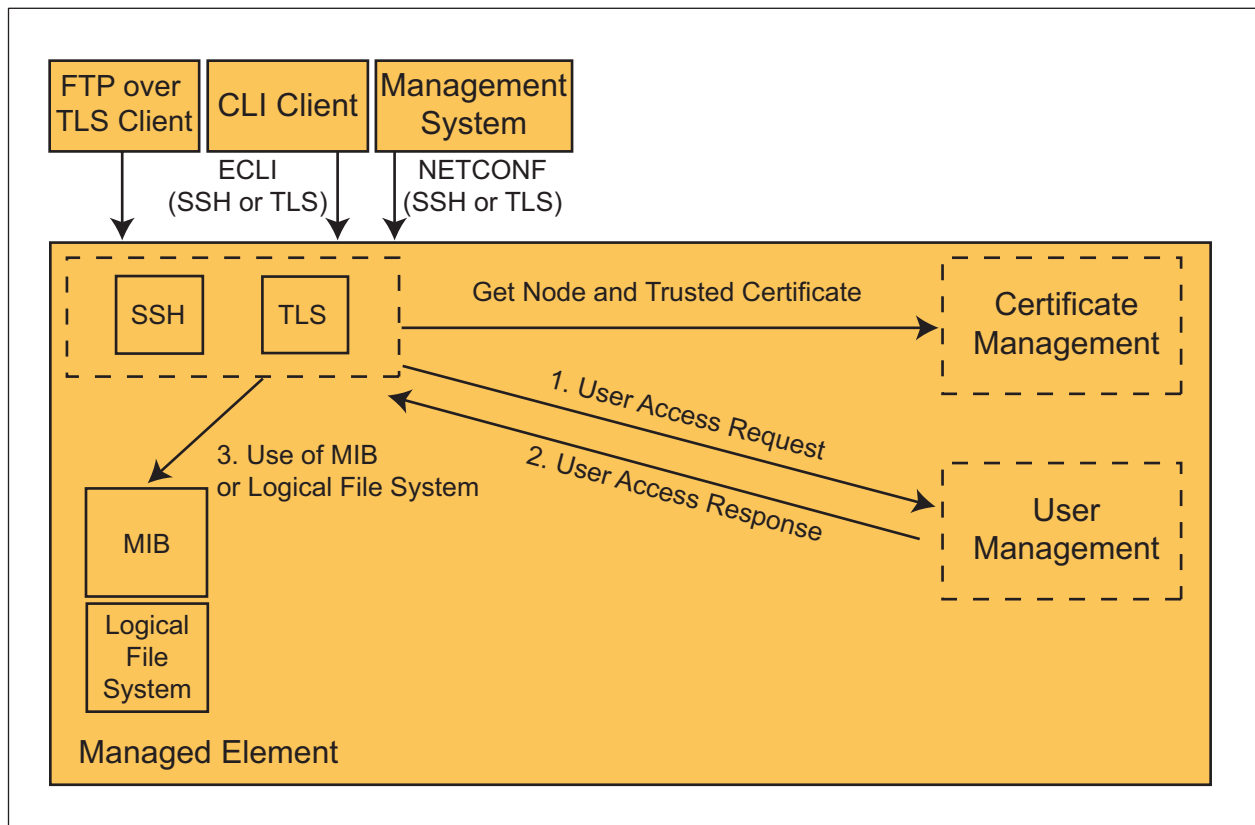 FTP over
TLS Client
CLI Client
Management
System
ECLI
(SSH or TLS)
NETCONF
(SSH or TLS)
SSH
TLS
Get Node and Trusted Certificate
Certificate
Management
1. User Access Request
2. User Access Response
3. Use of MIB
or Logical File System
User
Management
MIB
Logical
File
System
Managed Element